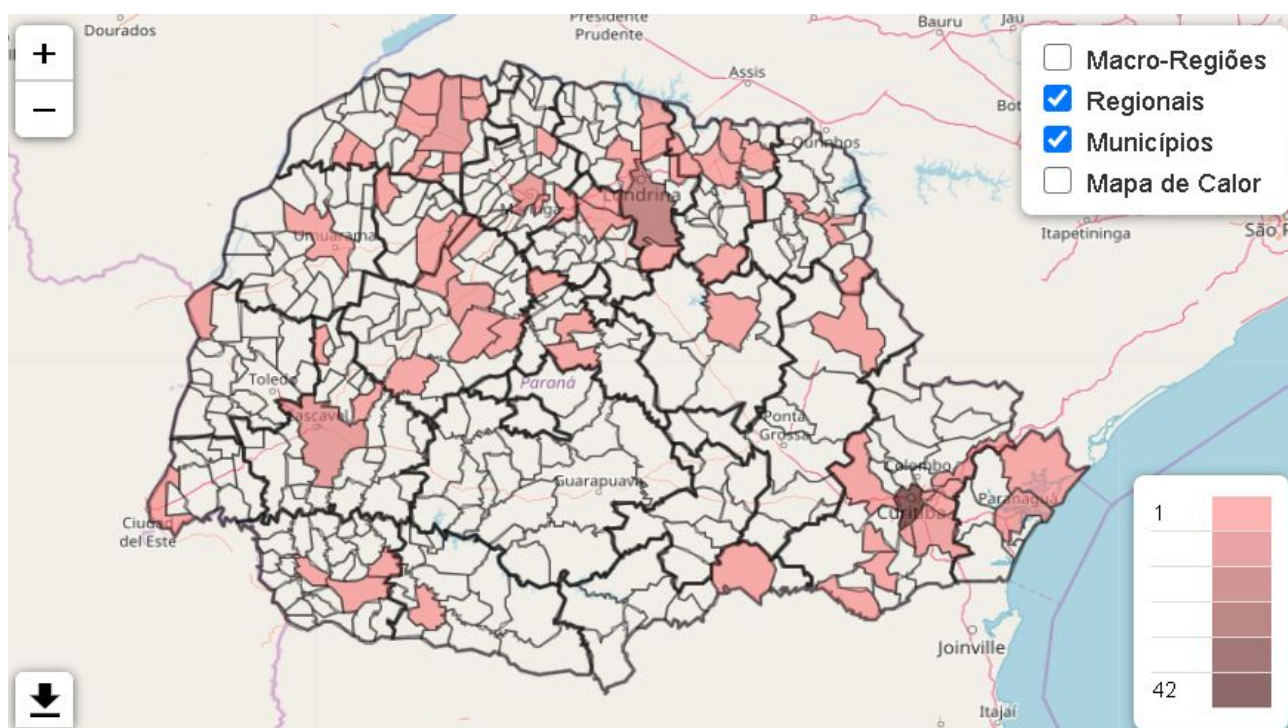 Presidente
Prudente
Bauru
Jaú
Dourados
+
−
Assis
Ourinhos
Macro-Regiões
Regionais
Municípios
Mapa de Calor
Itapetininga
São P
Londrina
Maringá
Umuarama
Toledo
Cascavel
Paraná
Ponta
Grossa
Guarapuava
Colombo
Curitiba
Paranaguá
Ciudad
del Este
Joinville
Itajaí
1
42